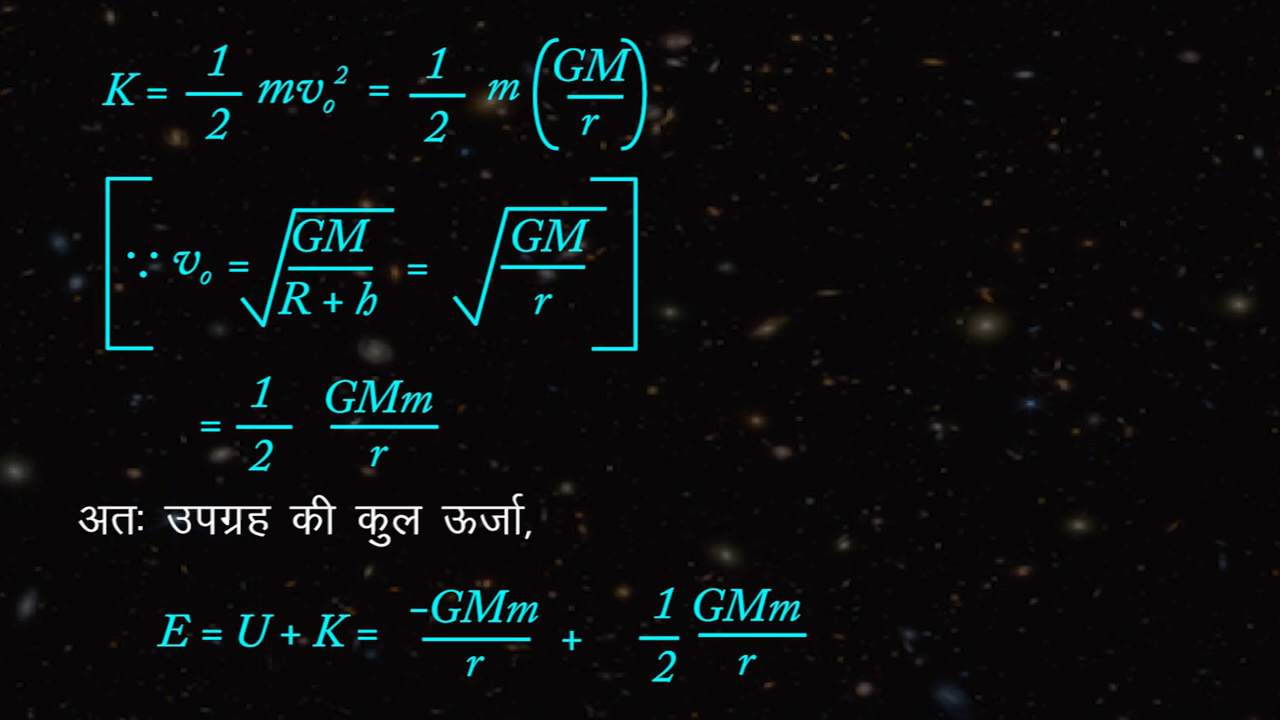 K = 1/2 mv₀² = 1/2 m (GM/r)
[∵ v₀ = √(GM/(R + h)) = √(GM/r)]
= 1/2 GMm/r
अतः उपग्रह की कुल ऊर्जा,
E = U + K = -GMm/r + 1/2 GMm/r